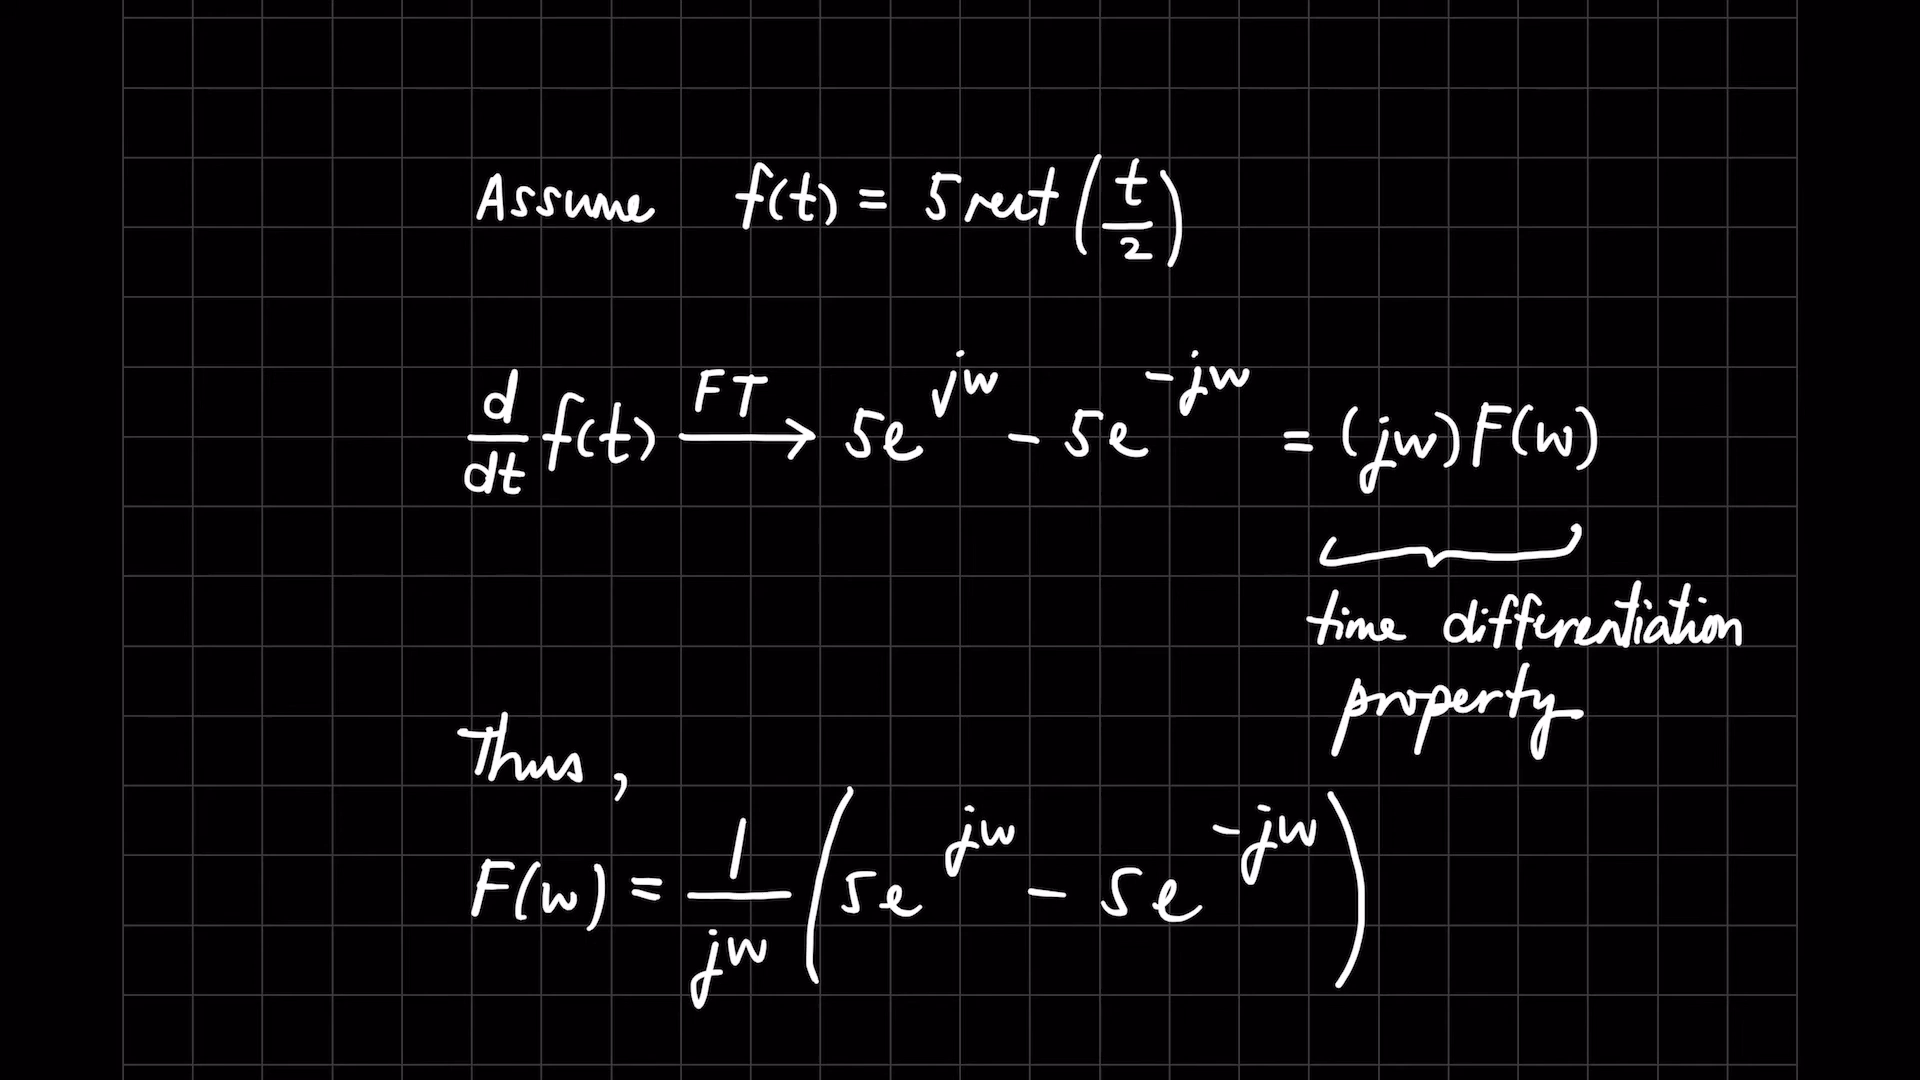 Assume f(t) = 5 rect(t/2)
d/dt f(t) FT→ 5e^jw - 5e^-jw = (jw)F(w)
time differentiation
property
Thus,
F(w) = 1/jw (5e^jw - 5e^-jw)